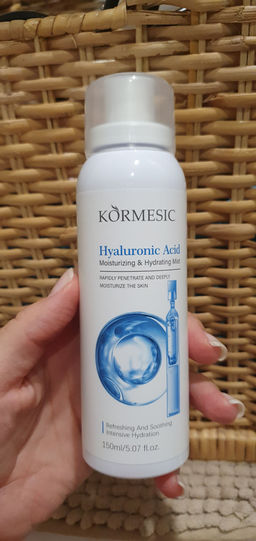 KORMESIC
Hyaluronic Acid
Moisturizing & Hydrating Mist
RAPIDLY PENETRATE AND DEEPLY
MOISTURIZE THE SKIN
Refreshing And Soothing
Intensive Hydration
150ml/5.07 fl.oz.